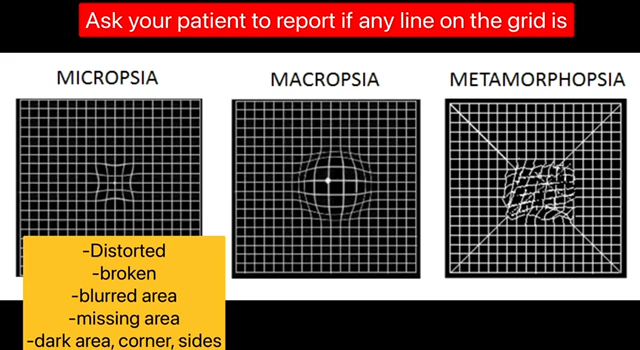 Ask your patient to report if any line on the grid is
MICROPSIA
MACROPSIA
METAMORPHOPSIA
-Distorted
-broken
-blurred area
-missing area
-dark area, corner, sides